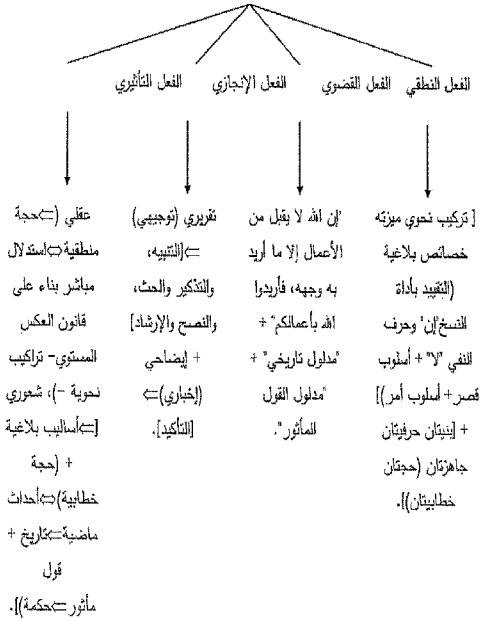 الفعل النطقي الفعل القضوي الفعل الإنجازي الفعل التأثيري
[ تركيب نحوي ميزته
خصائص بلاغية
(التقييد بأداة
النسخ"إن" وحرف
النفي "لا"+ أسلوب
قصر+ أسلوب أمر)]
+ [بنيتان حرفيتان
جاهزتان (حجتان
خطابيتان)].
"إن الله لا يقبل من
الأعمال إلا ما أريد
به وجهه، فأريدوا
الله بأعمالكم" +
"مدلول تاريخي" +
"مدلول القول
المأثور".
تقريري (توجيهي)
⇐[التنبيه،
والتذكير والحث،
والنصح والإرشاد]
+ إيضاحي
(إخباري)⇐
[التأكيد].
عقلي (⇐حجة
منطقية⇔استدلال
مباشر بناء على
قانون العكس
المستوي- تراكيب
نحوية -)، شعوري
[⇐أساليب بلاغية
+ (حجة
خطابية)⇔أحداث
ماضية⇐تاريخ +
قول
مأثور⇐حكمة)].